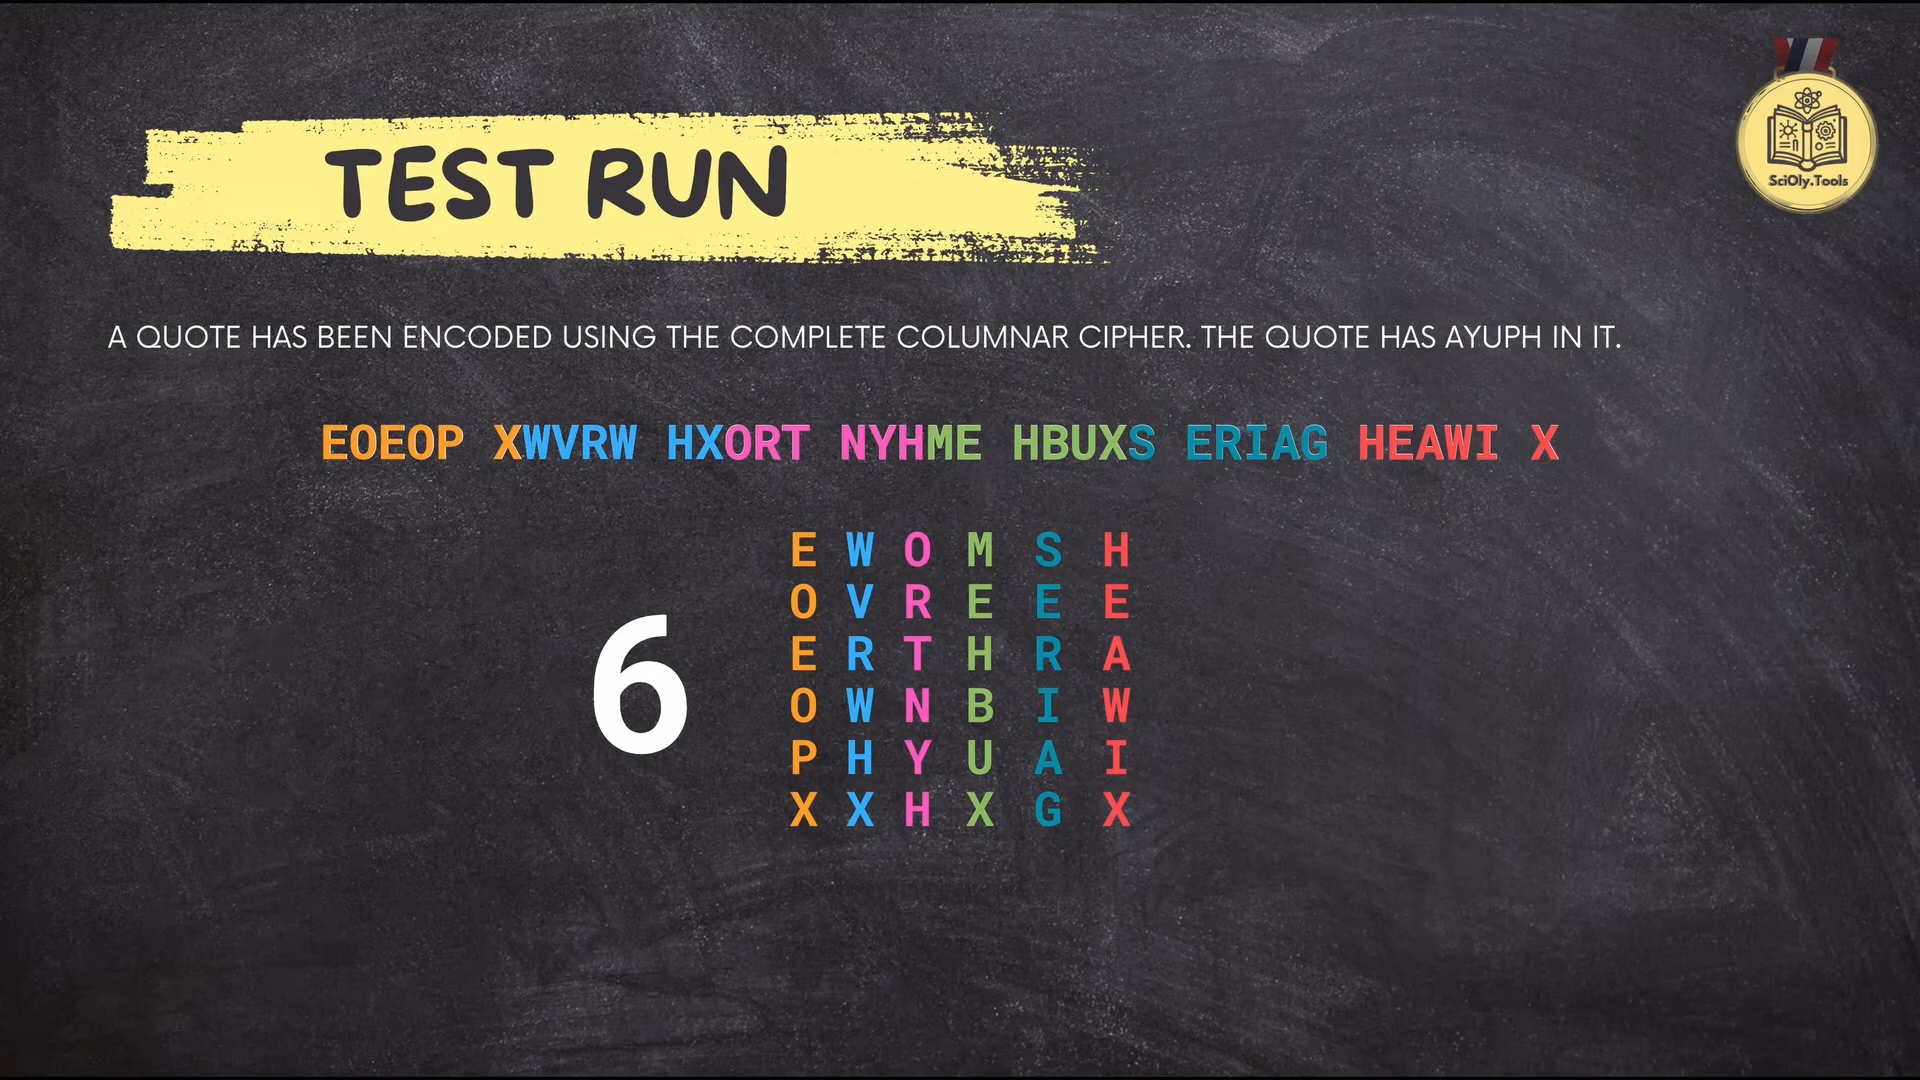 TEST RUN
SciOly.Tools
A QUOTE HAS BEEN ENCODED USING THE COMPLETE COLUMNAR CIPHER. THE QUOTE HAS AYUPH IN IT.
EOEOP XWVRW HXORT NYHME HBUXS ERIAG HEAWI X
6
E W O M S H
O V R E E E
E R T H R A
O W N B I W
P H Y U A I
X X H X G X